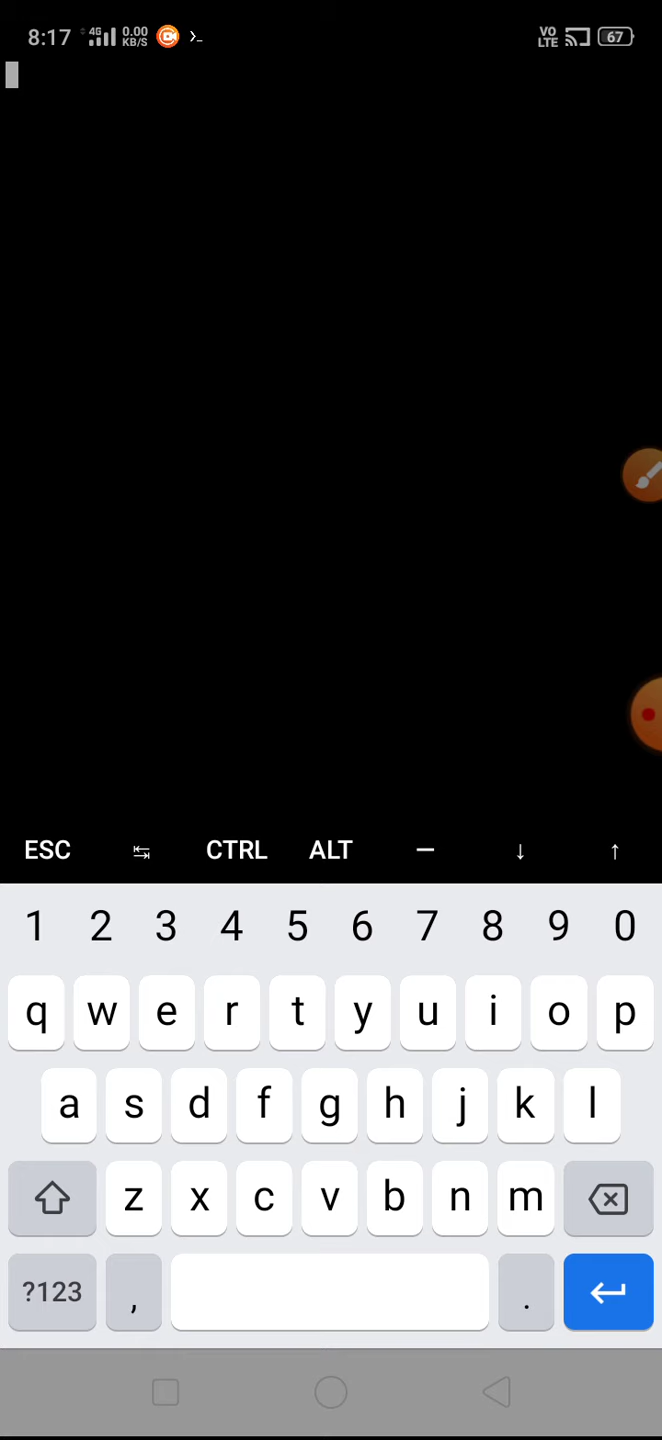 8:17 4G 0.00 KB/S >_ VO LTE 67
ESC ↹ CTRL ALT — ↓ ↑
1 2 3 4 5 6 7 8 9 0
q w e r t y u i o p
a s d f g h j k l
z x c v b n m
?123 , .